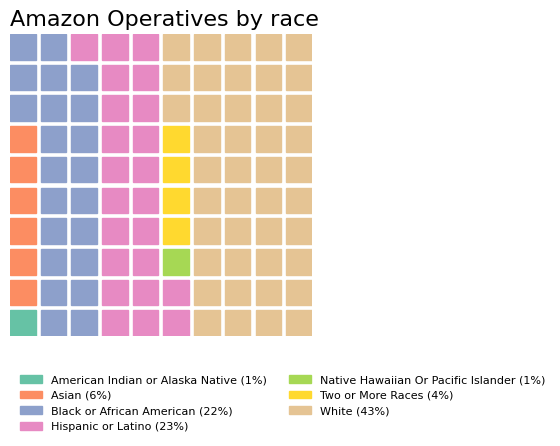 Amazon Operatives by race
American Indian or Alaska Native (1%)
Asian (6%)
Black or African American (22%)
Hispanic or Latino (23%)
Native Hawaiian Or Pacific Islander (1%)
Two or More Races (4%)
White (43%)